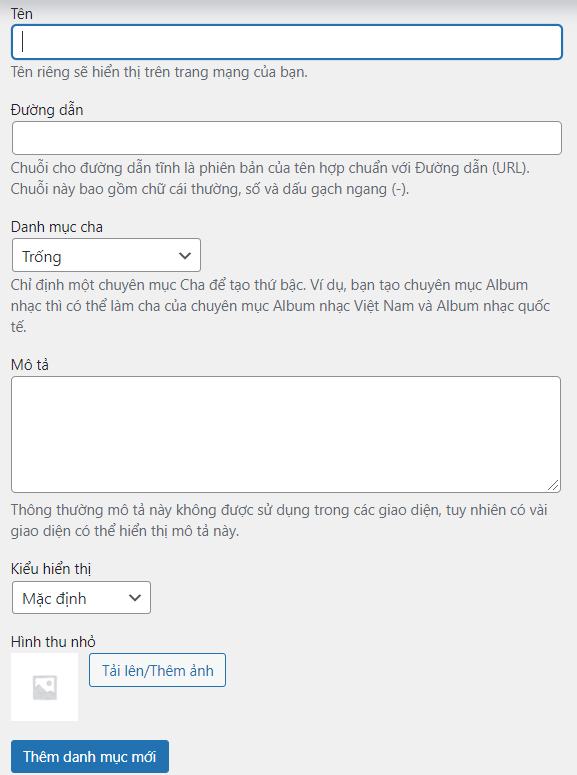 Tên
Tên riêng sẽ hiển thị trên trang mạng của bạn.
Đường dẫn
Chuỗi cho đường dẫn tĩnh là phiên bản của tên hợp chuẩn với Đường dẫn (URL).
Chuỗi này bao gồm chữ cái thường, số và dấu gạch ngang (-).
Danh mục cha
Trống
Chỉ định một chuyên mục Cha để tạo thứ bậc. Ví dụ, bạn tạo chuyên mục Album
nhạc thì có thể làm cha của chuyên mục Album nhạc Việt Nam và Album nhạc quốc
tế.
Mô tả
Thông thường mô tả này không được sử dụng trong các giao diện, tuy nhiên có vài
giao diện có thể hiển thị mô tả này.
Kiểu hiển thị
Mặc định
Hình thu nhỏ
Tải lên/Thêm ảnh
Thêm danh mục mới